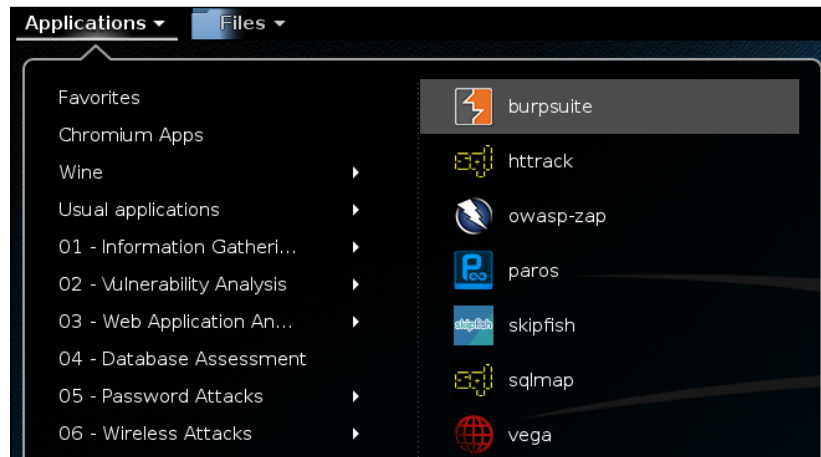 Applications Files
Favorites
Chromium Apps
Wine
Usual applications
01 - Information Gatheri...
02 - Vulnerability Analysis
03 - Web Application An...
04 - Database Assessment
05 - Password Attacks
06 - Wireless Attacks
burpsuite
httrack
owasp-zap
paros
skipfish
skipfish
sqlmap
vega